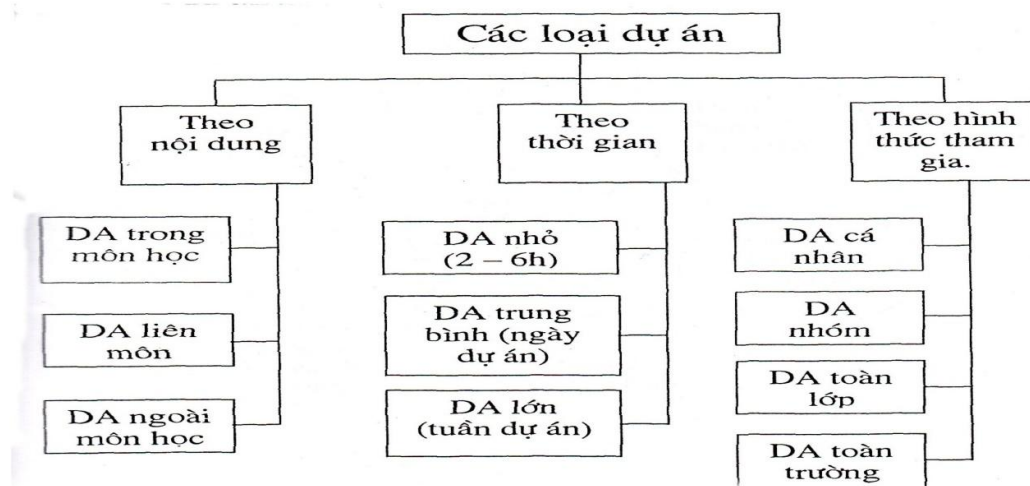 Các loại dự án
Theo
nội dung
DA trong
môn học
DA liên
môn
DA ngoài
môn học
Theo
thời gian
DA nhỏ
(2 – 6h)
DA trung
bình (ngày
dự án)
DA lớn
(tuần dự án)
Theo hình
thức tham
gia.
DA cá
nhân
DA
nhóm
DA toàn
lớp
DA toàn
trường